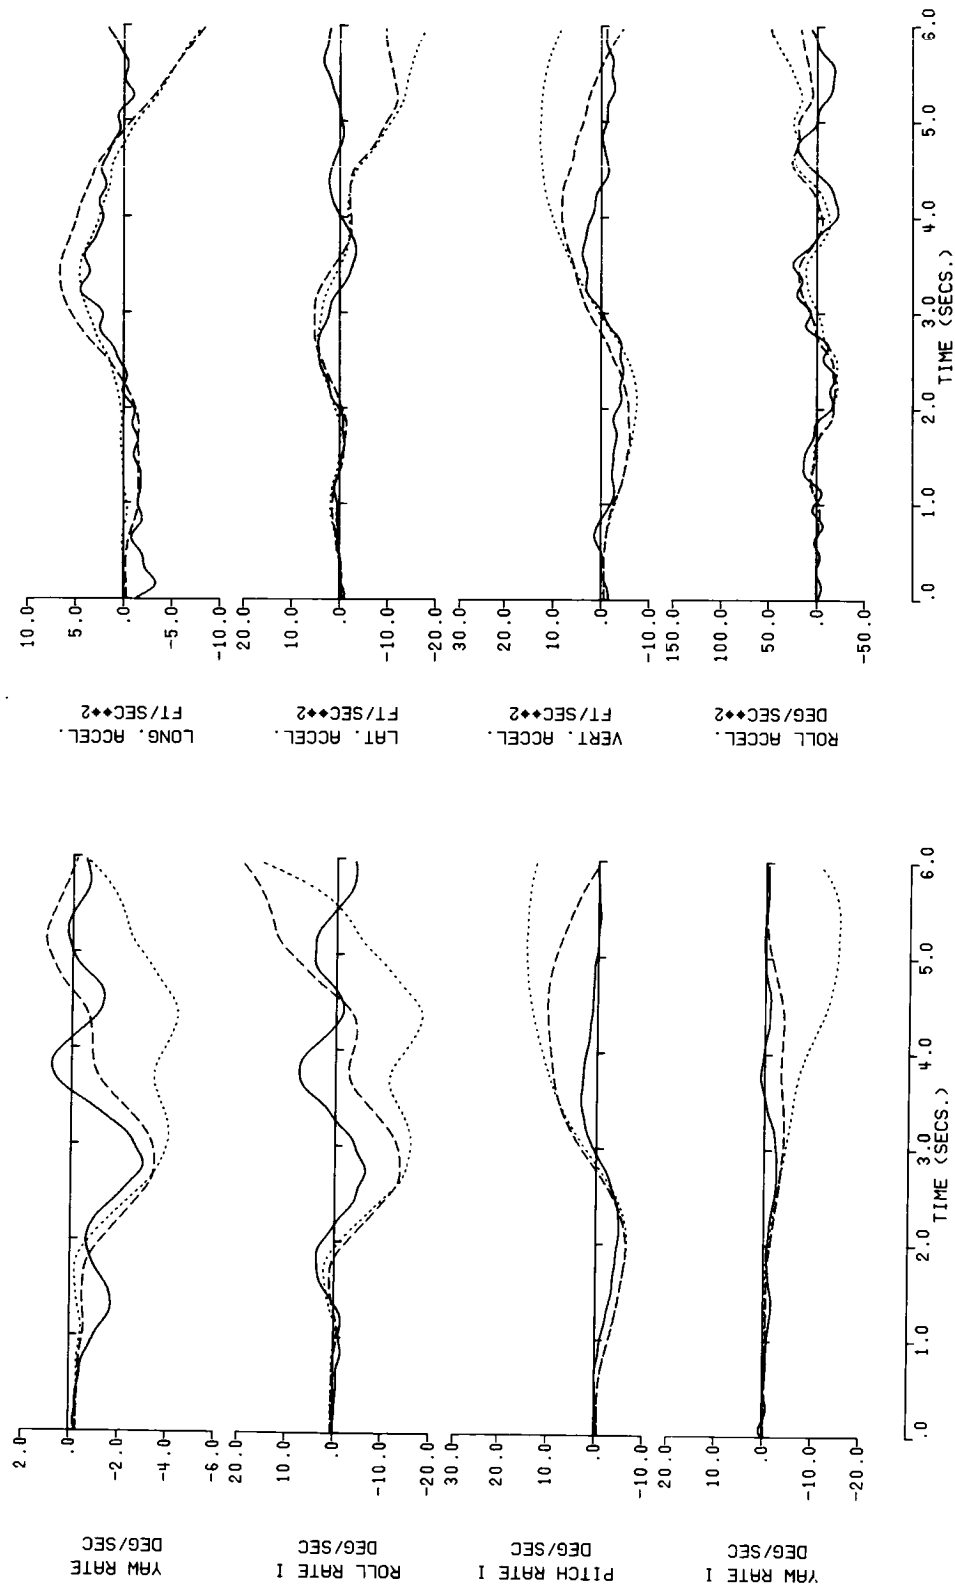 YAW RATE
DEG/SEC
2.0
.0
-2.0
-4.0
-6.0
ROLL RATE I
DEG/SEC
20.0
10.0
.0
-10.0
-20.0
PITCH RATE I
DEG/SEC
30.0
20.0
10.0
.0
-10.0
YAW RATE I
DEG/SEC
20.0
10.0
.0
-10.0
-20.0
.0 1.0 2.0 3.0 4.0 5.0 6.0
TIME (SECS.)
LONG. ACCEL.
FT/SEC**2
10.0
5.0
.0
-5.0
-10.0
LAT. ACCEL.
FT/SEC**2
20.0
10.0
.0
-10.0
-20.0
VERT. ACCEL.
FT/SEC**2
30.0
20.0
10.0
.0
-10.0
ROLL ACCEL.
DEG/SEC**2
150.0
100.0
50.0
.0
-50.0
.0 1.0 2.0 3.0 4.0 5.0 6.0
TIME (SECS.)